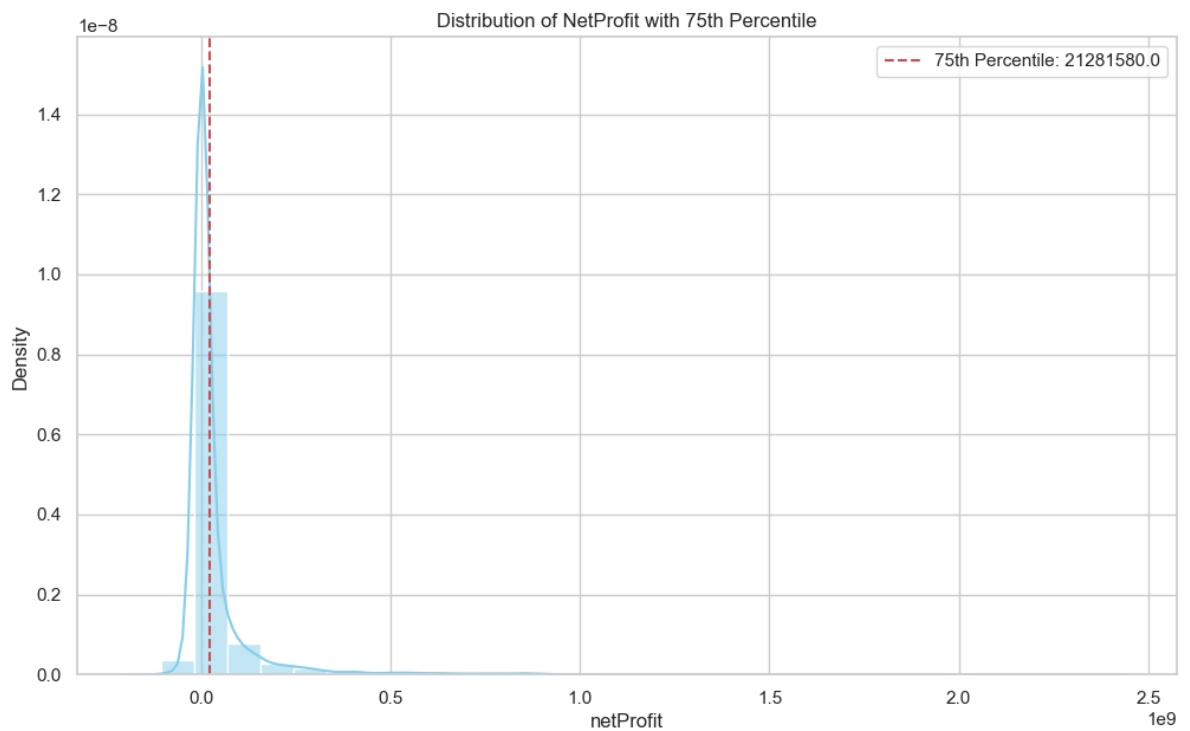 Distribution of NetProfit with 75th Percentile
1e−8
75th Percentile: 21281580.0
1.4
1.2
1.0
0.8
0.6
0.4
0.2
0.0
Density
0.0 0.5 1.0 1.5 2.0 2.5
1e9
netProfit